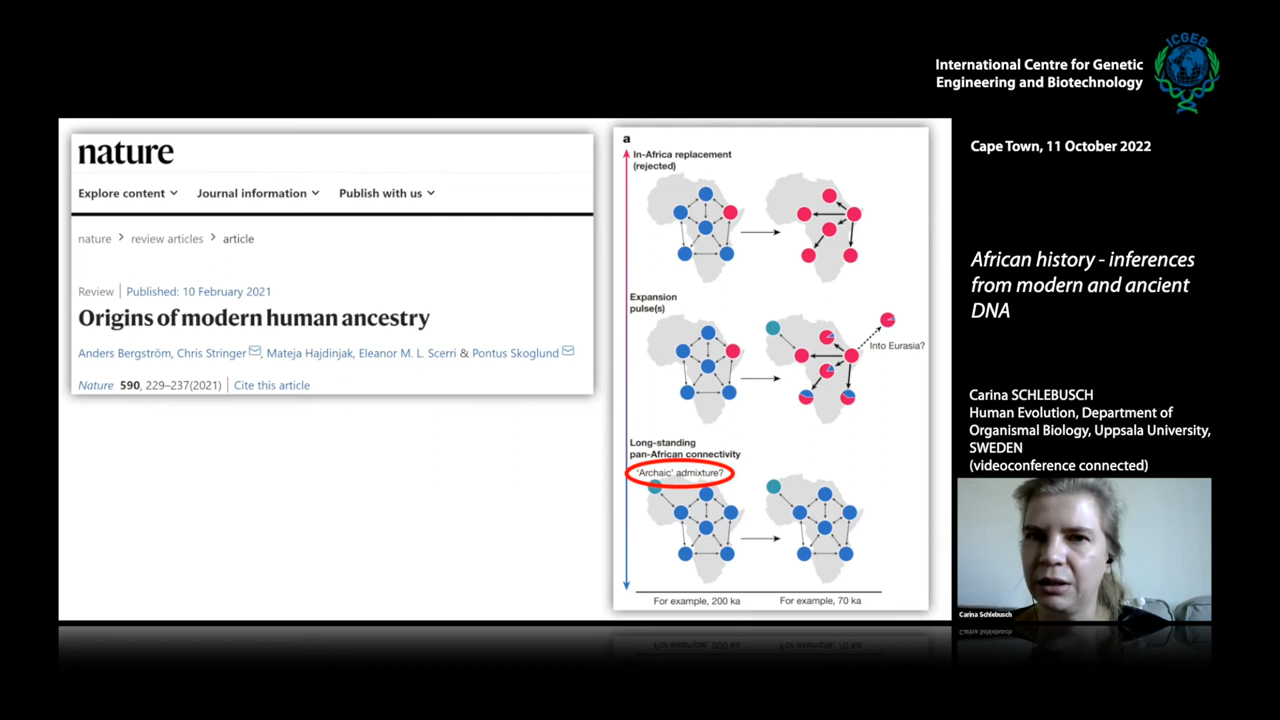 ICGEB
International Centre for Genetic
Engineering and Biotechnology
nature
Explore content
Journal information
Publish with us
nature > review articles > article
Review | Published: 10 February 2021
Origins of modern human ancestry
Anders Bergström, Chris Stringer, Mateja Hajdinjak, Eleanor M. L. Scerri & Pontus Skoglund
Nature 590, 229–237(2021) | Cite this article
a
In-Africa replacement
(rejected)
Expansion
pulse(s)
Into Eurasia?
Long-standing
pan-African connectivity
'Archaic' admixture?
For example, 200 ka
For example, 70 ka
Cape Town, 11 October 2022
African history - inferences
from modern and ancient
DNA
Carina SCHLEBUSCH
Human Evolution, Department of
Organismal Biology, Uppsala University,
SWEDEN
(videoconference connected)
Carina Schlebusch